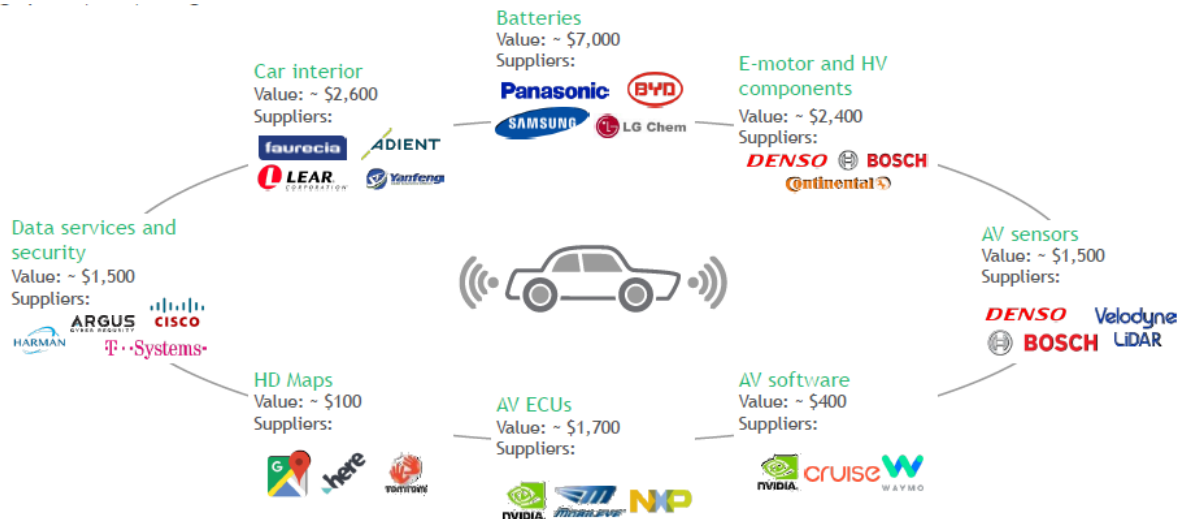 Batteries
Value: ~ $7,000
Suppliers:
Panasonic
BYD
SAMSUNG
LG Chem
E-motor and HV
components
Value: ~ $2,400
Suppliers:
DENSO
BOSCH
Continental
AV sensors
Value: ~ $1,500
Suppliers:
DENSO
Velodyne
LiDAR
BOSCH
AV software
Value: ~ $400
Suppliers:
NVIDIA.
cruise
WAYMO
AV ECUs
Value: ~ $1,700
Suppliers:
NVIDIA.
MOBILEYE
NXP
HD Maps
Value: ~ $100
Suppliers:
G
here
TOMTOM
Data services and
security
Value: ~ $1,500
Suppliers:
HARMAN
ARGUS
CYBER SECURITY
CISCO
T··Systems·
Car interior
Value: ~ $2,600
Suppliers:
faurecia
ADIENT
LEAR
CORPORATION
Yanfeng